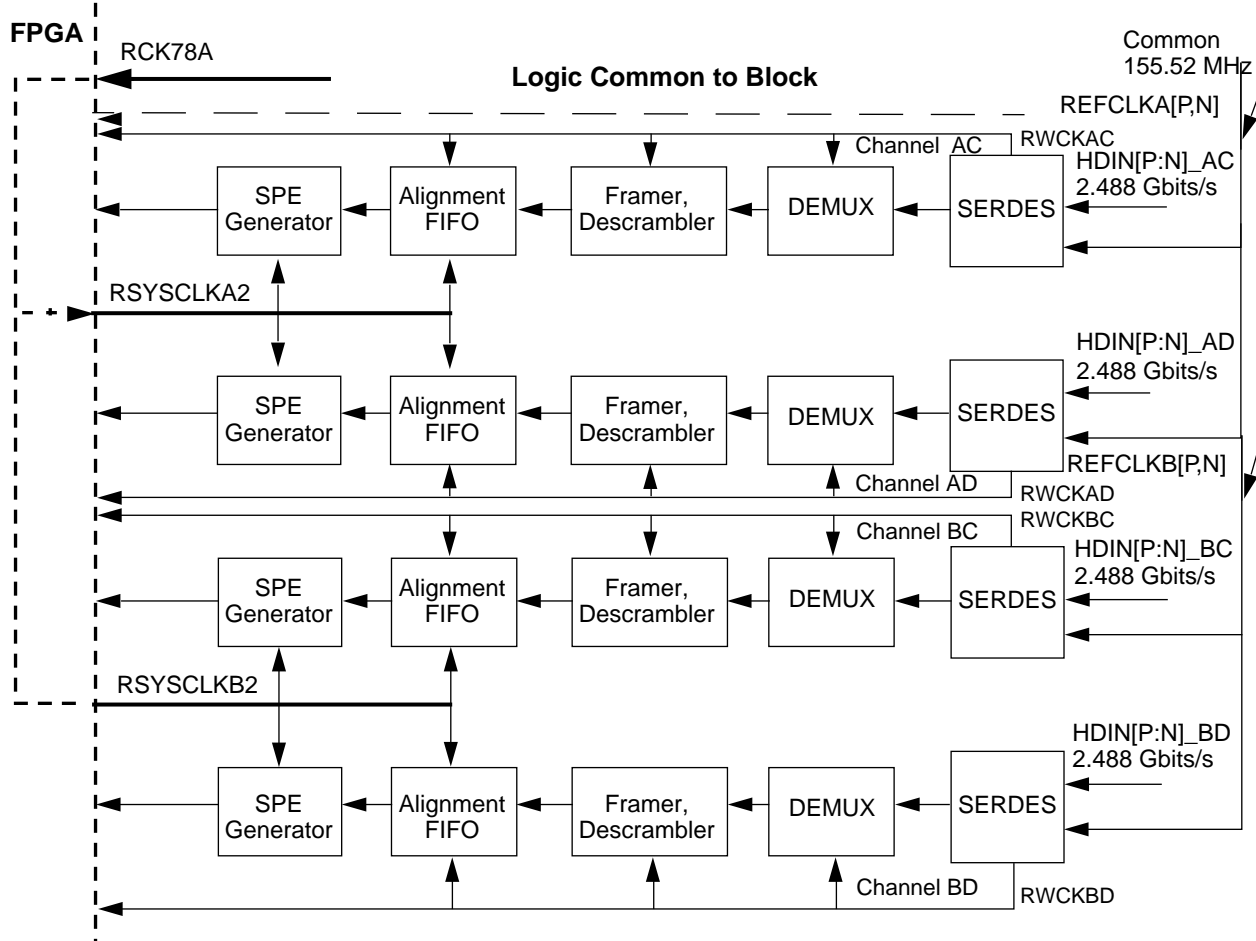 FPGA
RCK78A
Logic Common to Block
Common
155.52 MHz
REFCLKA[P,N]
Channel AC
RWCKAC
HDIN[P:N]_AC
2.488 Gbits/s
SPE
Generator
Alignment
FIFO
Framer,
Descrambler
DEMUX
SERDES
RSYSCLKA2
HDIN[P:N]_AD
2.488 Gbits/s
SPE
Generator
Alignment
FIFO
Framer,
Descrambler
DEMUX
SERDES
REFCLKB[P,N]
Channel AD
RWCKAD
RWCKBC
Channel BC
HDIN[P:N]_BC
2.488 Gbits/s
SPE
Generator
Alignment
FIFO
Framer,
Descrambler
DEMUX
SERDES
RSYSCLKB2
HDIN[P:N]_BD
2.488 Gbits/s
SPE
Generator
Alignment
FIFO
Framer,
Descrambler
DEMUX
SERDES
Channel BD
RWCKBD